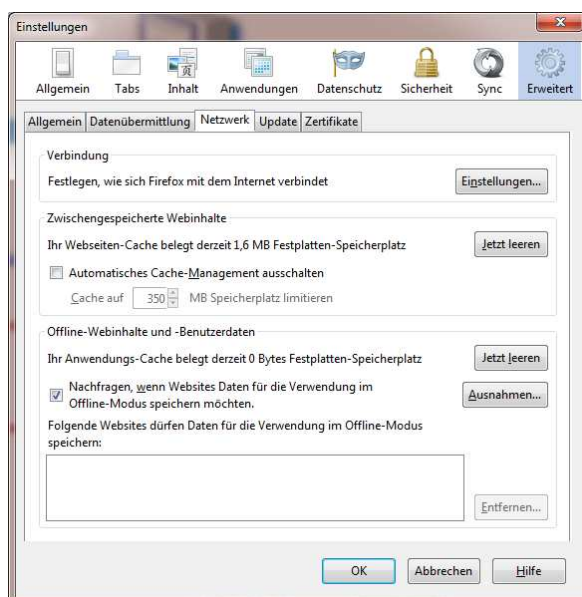 Einstellungen
Allgemein Tabs Inhalt Anwendungen Datenschutz Sicherheit Sync Erweitert
Allgemein Datenübermittlung Netzwerk Update Zertifikate
Verbindung
Festlegen, wie sich Firefox mit dem Internet verbindet Einstellungen...
Zwischengespeicherte Webinhalte
Ihr Webseiten-Cache belegt derzeit 1,6 MB Festplatten-Speicherplatz Jetzt leeren
Automatisches Cache-Management ausschalten
Cache auf 350 MB Speicherplatz limitieren
Offline-Webinhalte und -Benutzerdaten
Ihr Anwendungs-Cache belegt derzeit 0 Bytes Festplatten-Speicherplatz Jetzt leeren
Nachfragen, wenn Websites Daten für die Verwendung im
Offline-Modus speichern möchten. Ausnahmen...
Folgende Websites dürfen Daten für die Verwendung im Offline-Modus
speichern:
Entfernen...
OK Abbrechen Hilfe